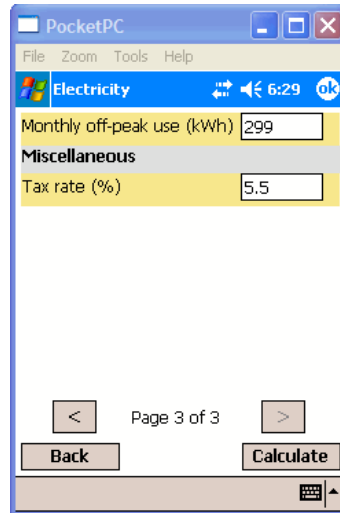 PocketPC
File Zoom Tools Help
Electricity 6:29 ok
Monthly off-peak use (kWh) 299
Miscellaneous
Tax rate (%) 5.5
< Page 3 of 3 >
Back Calculate